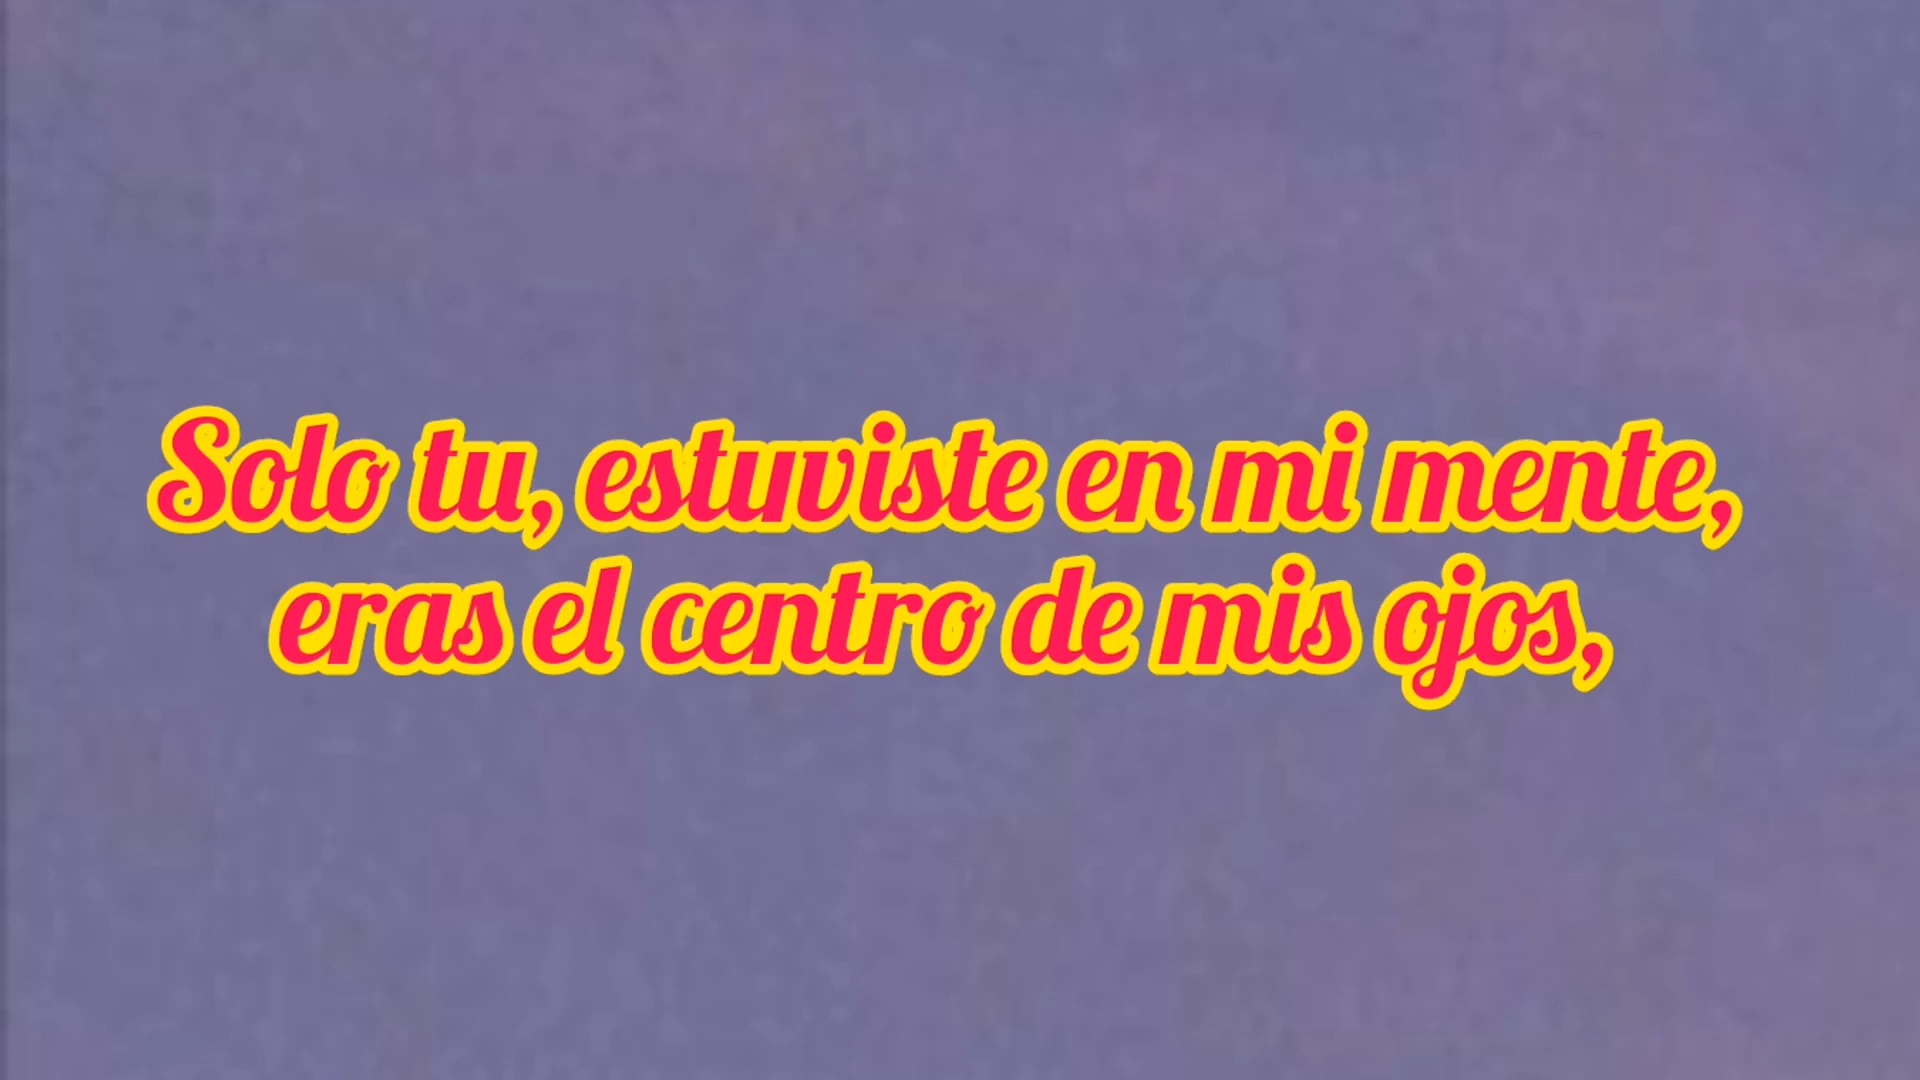 Solo tu, estuviste en mi mente,
eras el centro de mis ojos,